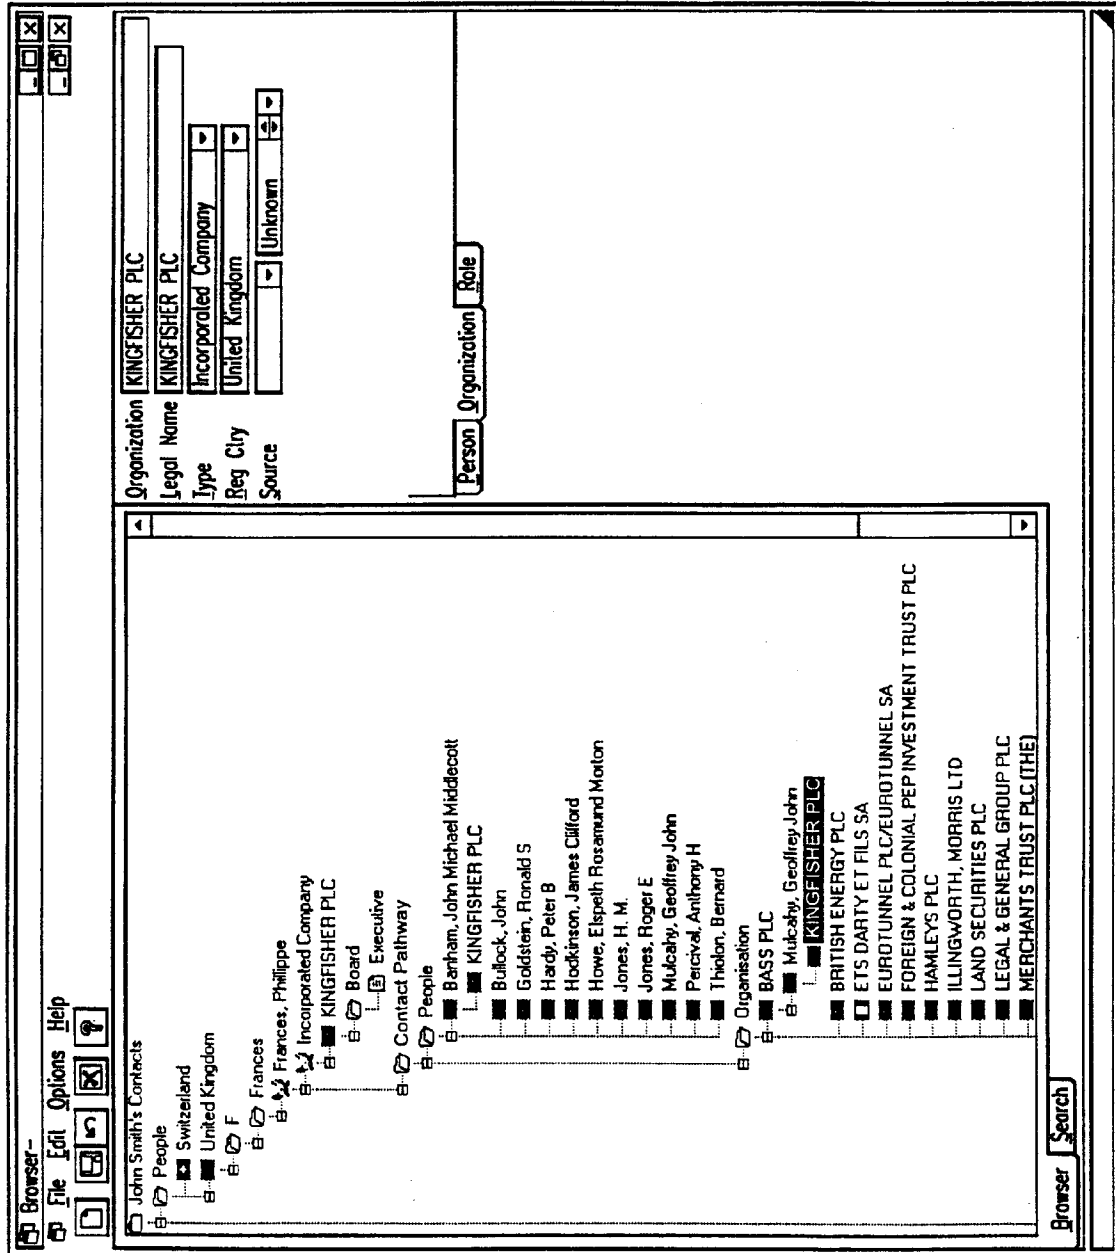 Browser-
File Edit Options Help
John Smith's Contacts
People
Switzerland
United Kingdom
F
Frances
Frances, Philippe
Incorporated Company
KINGFISHER PLC
Board
Executive
Contact Pathway
People
Banham, John Michael Middlecott
KINGFISHER PLC
Bullock, John
Goldstein, Ronald S
Hardy, Peter B
Hodkinson, James Clifford
Howe, Elspeth Rosamund Morton
Jones, H. M.
Jones, Roger E
Mulcahy, Geoffrey John
Percival, Anthony H
Thiolon, Bernard
Organisation
BASS PLC
Mulcahy, Geoffrey John
KINGFISHER PLC
BRITISH ENERGY PLC
ETS DARTY ET FILS SA
EUROTUNNEL PLC/EUROTUNNEL SA
FOREIGN & COLONIAL PEP INVESTMENT TRUST PLC
HAMLEYS PLC
ILLINGWORTH, MORRIS LTD
LAND SECURITIES PLC
LEGAL & GENERAL GROUP PLC
MERCHANTS TRUST PLC (THE)
Browser Search
Organization KINGFISHER PLC
Legal Name KINGFISHER PLC
Type Incorporated Company
Reg Ctry United Kingdom
Source Unknown
Person Organization Role